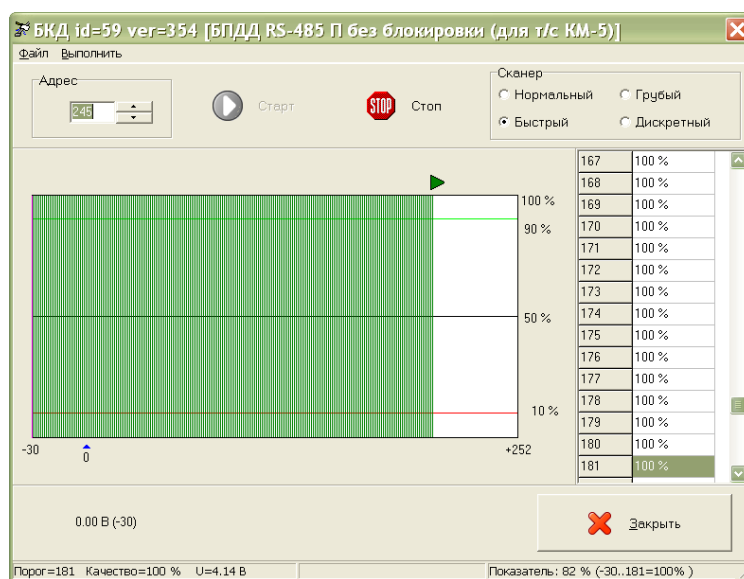 БКД id=59 ver=354 [БПДД RS-485 П без блокировки (для т/с КМ-5)]
Файл Выполнить
Адрес
245
Старт
STOP
Стоп
Сканер
Нормальный
Грубый
Быстрый
Дискретный
100 %
90 %
50 %
10 %
-30
0
+252
167 100 %
168 100 %
169 100 %
170 100 %
171 100 %
172 100 %
173 100 %
174 100 %
175 100 %
176 100 %
177 100 %
178 100 %
179 100 %
180 100 %
181 100 %
0.00 В (-30)
Закрыть
Порог=181 Качество=100 % U=4.14 В
Показатель: 82 % (-30..181=100% )